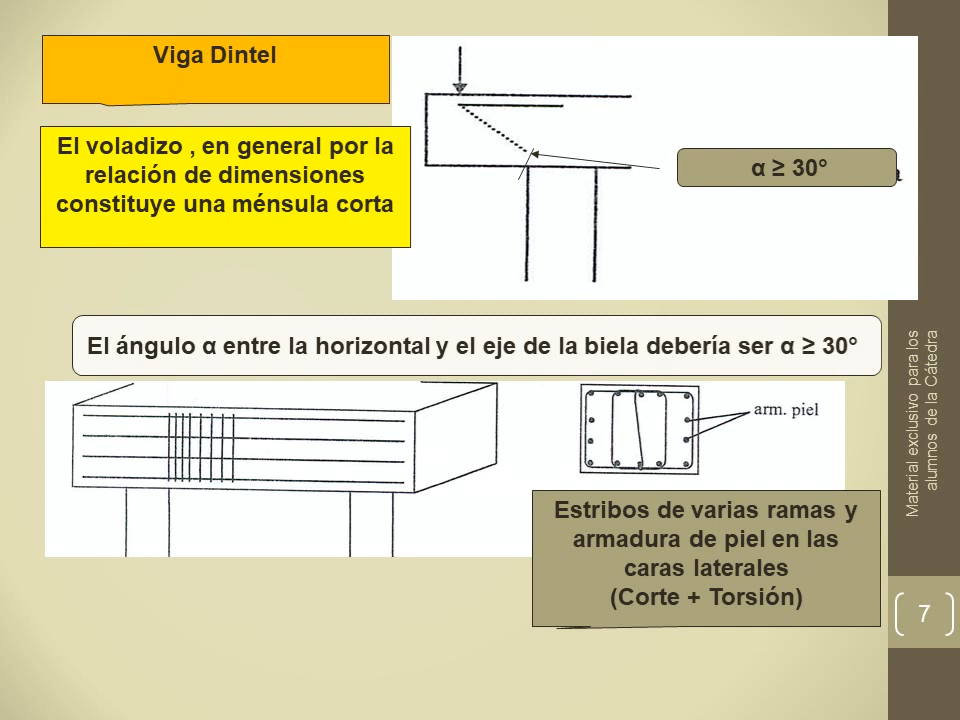 Viga Dintel
El voladizo , en general por la
relación de dimensiones
constituye una ménsula corta
α ≥ 30°
El ángulo α entre la horizontal y el eje de la biela debería ser α ≥ 30°
arm. piel
Estribos de varias ramas y
armadura de piel en las
caras laterales
(Corte + Torsión)
Material exclusivo para los
alumnos de la Cátedra
7